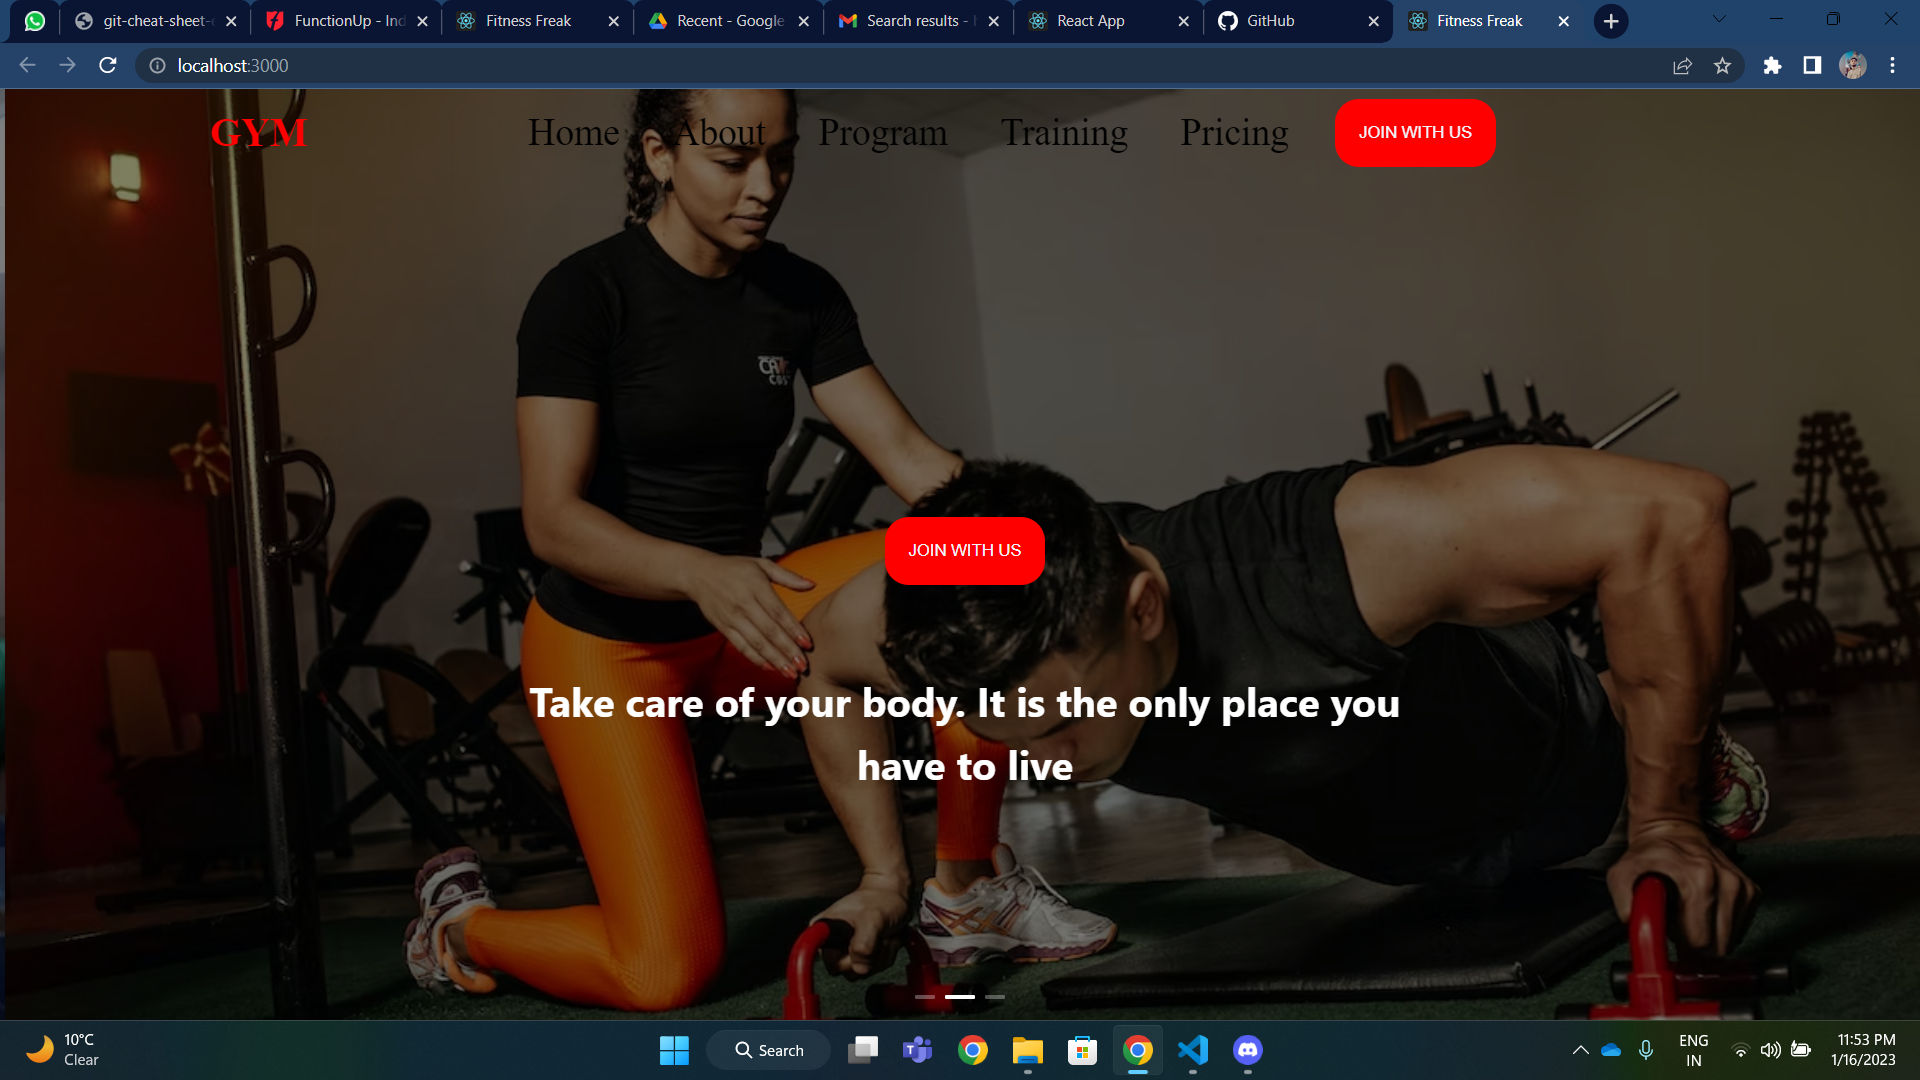 git-cheat-sheet-e
FunctionUp - Ind
Fitness Freak
Recent - Google
Search results - h
React App
GitHub
Fitness Freak
localhost:3000
GYM
Home
About
Program
Training
Pricing
JOIN WITH US
JOIN WITH US
Take care of your body. It is the only place you
have to live
10°C
Clear
Search
ENG
IN
11:53 PM
1/16/2023